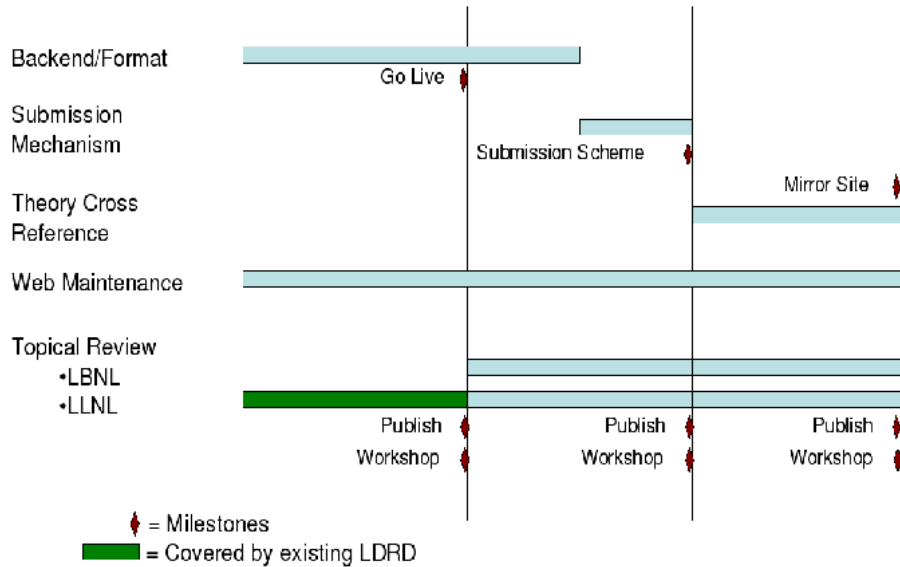 Backend/Format
Go Live
Submission
Mechanism
Submission Scheme
Mirror Site
Theory Cross
Reference
Web Maintenance
Topical Review
•LBNL
•LLNL
Publish Publish Publish
Workshop Workshop Workshop
= Milestones
= Covered by existing LDRD